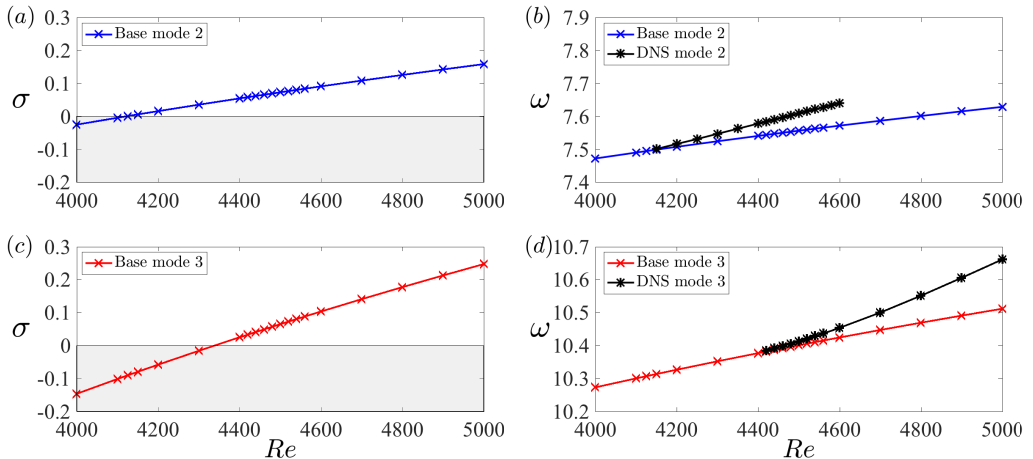 (a)
0.3
0.2
0.1
0
-0.1
-0.2
σ
Base mode 2
4000 4200 4400 4600 4800 5000
(b)
7.9
7.8
7.7
7.6
7.5
7.4
ω
Base mode 2
DNS mode 2
4000 4200 4400 4600 4800 5000
(c)
0.3
0.2
0.1
0
-0.1
-0.2
σ
Base mode 3
4000 4200 4400 4600 4800 5000
Re
(d)
10.7
10.6
10.5
10.4
10.3
10.2
ω
Base mode 3
DNS mode 3
4000 4200 4400 4600 4800 5000
Re